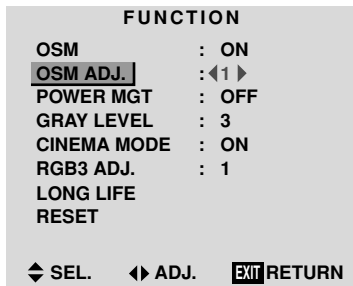 FUNCTION
OSM : ON
OSM ADJ. : 1
POWER MGT : OFF
GRAY LEVEL : 3
CINEMA MODE : ON
RGB3 ADJ. : 1
LONG LIFE
RESET
SEL. ADJ. EXIT RETURN